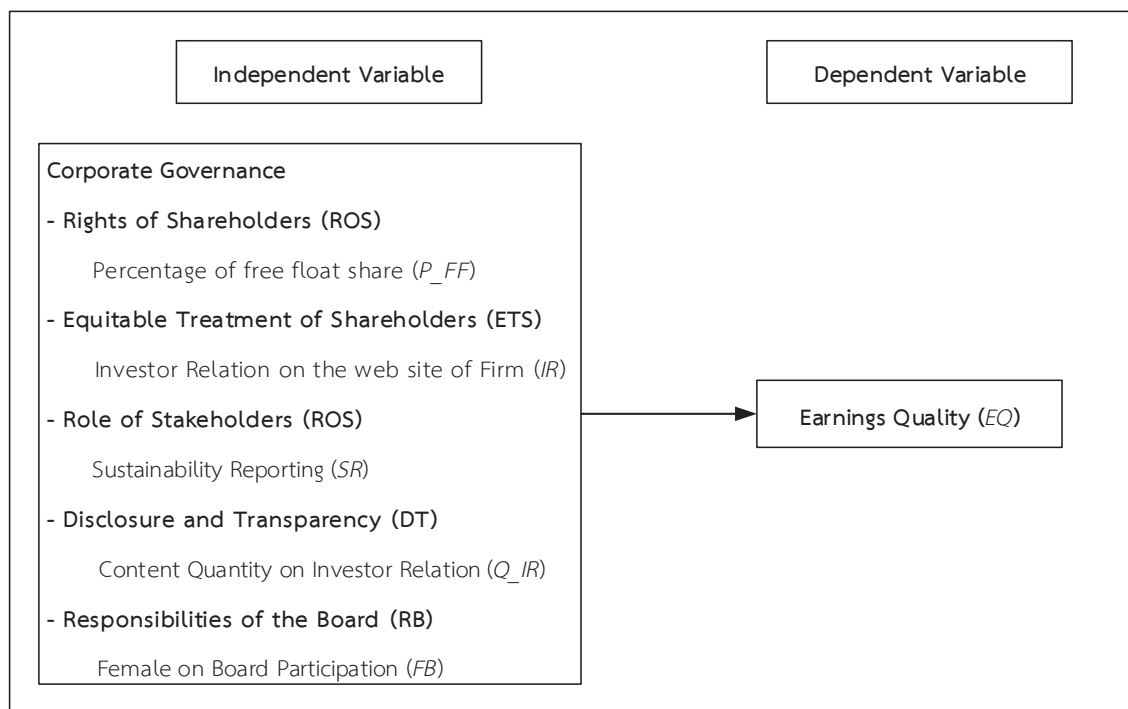 Independent Variable
Dependent Variable
Corporate Governance
- Rights of Shareholders (ROS)
Percentage of free float share (P_FF)
- Equitable Treatment of Shareholders (ETS)
Investor Relation on the web site of Firm (IR)
- Role of Stakeholders (ROS)
Sustainability Reporting (SR)
- Disclosure and Transparency (DT)
Content Quantity on Investor Relation (Q_IR)
- Responsibilities of the Board (RB)
Female on Board Participation (FB)
Earnings Quality (EQ)